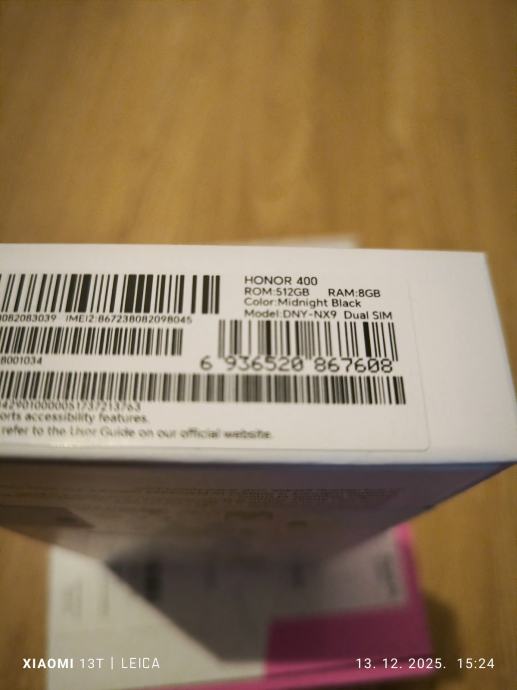 HONOR 400
ROM:512GB RAM:8GB
Color:Midnight Black
Model:DNY-NX9 Dual SIM
8082083039 IMEI2:867238082098045
8001034
6 936520 867608
429010000051737213763
orts accessibility features.
refer to the User Guide on our official website.
XIAOMI 13T | LEICA
13. 12. 2025. 15:24